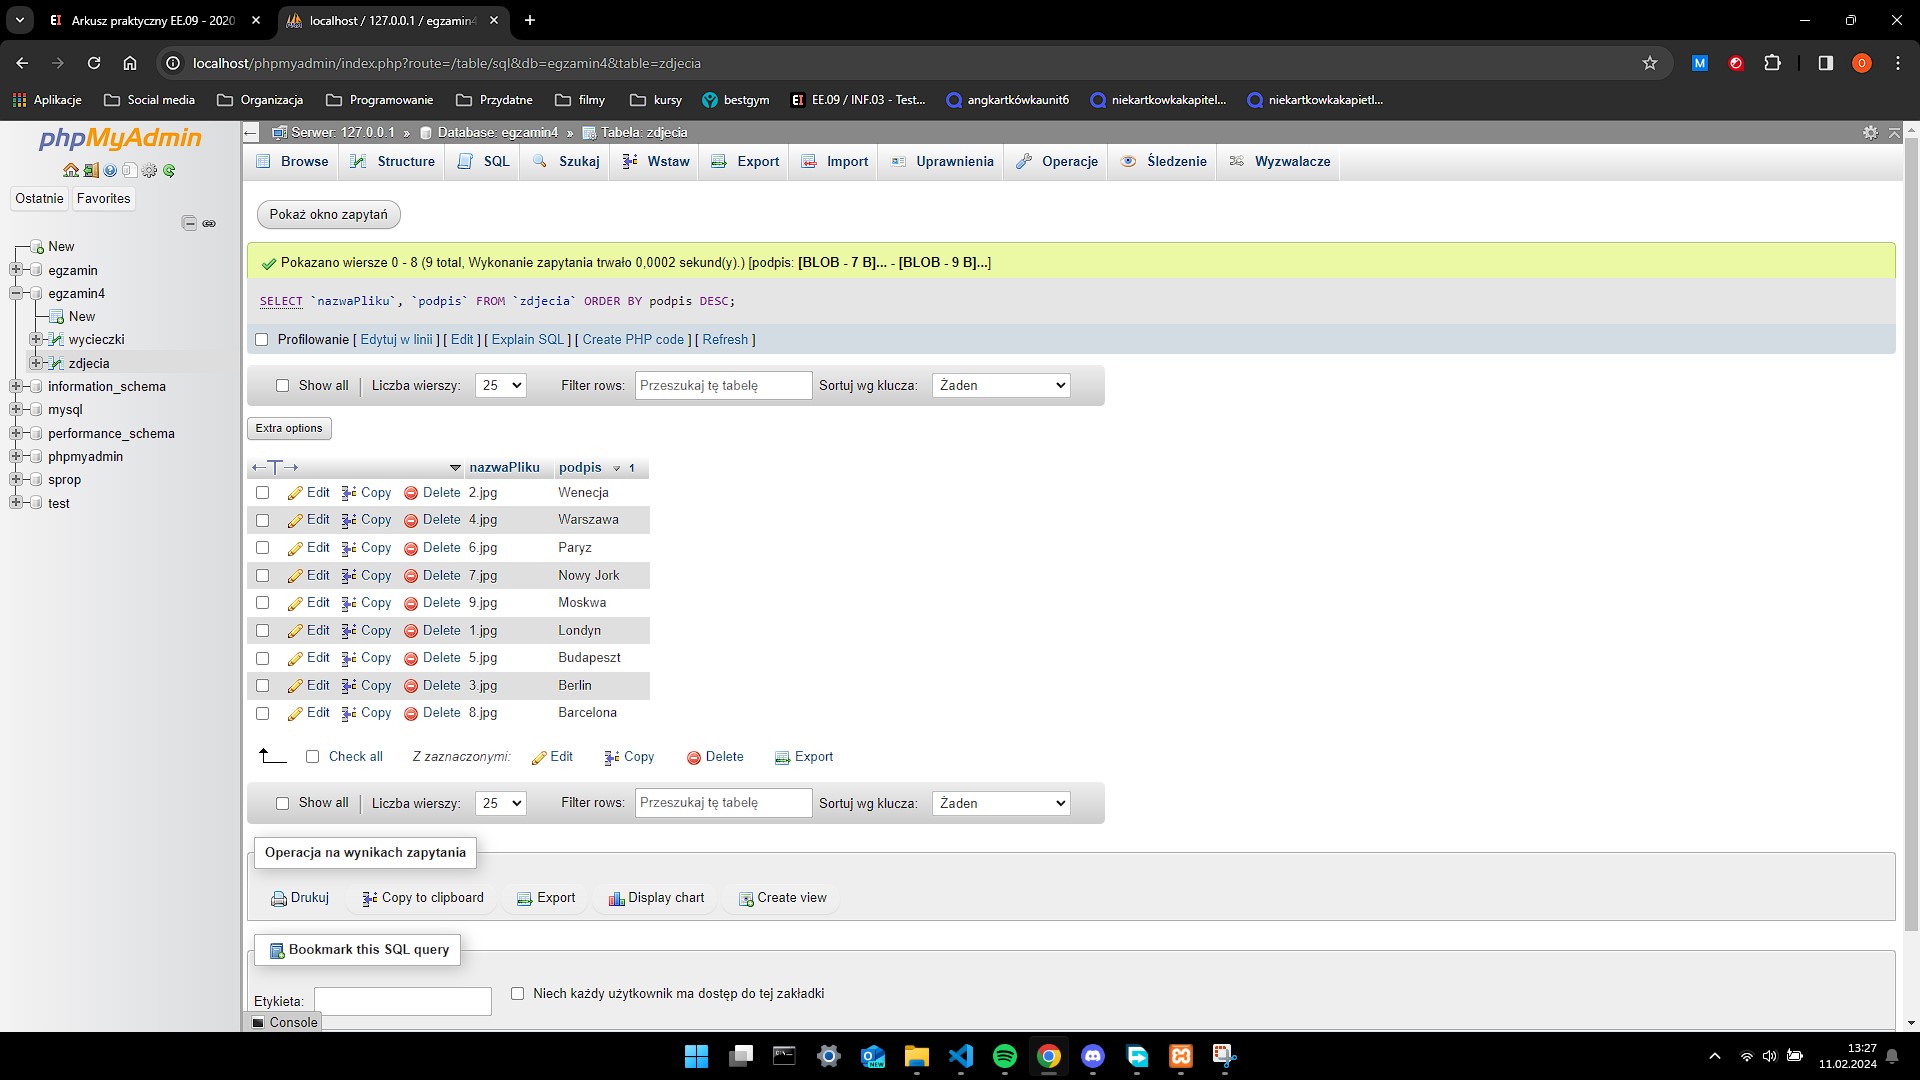 Arkusz praktyczny EE.09 - 2020
localhost / 127.0.0.1 / egzamin4
localhost/phpmyadmin/index.php?route=/table/sql&db=egzamin4&table=zdjecia
M
O
Aplikacje
Social media
Organizacja
Programowanie
Przydatne
filmy
kursy
bestgym
EE.09 / INF.03 - Test...
angkartkówkaunit6
niekartkowkakapitel...
niekartkowkakapietl...
phpMyAdmin
Ostatnie
Favorites
New
egzamin
egzamin4
New
wycieczki
zdjecia
information_schema
mysql
performance_schema
phpmyadmin
sprop
test
Serwer: 127.0.0.1 » Database: egzamin4 » Tabela: zdjecia
Browse
Structure
SQL
Szukaj
Wstaw
Export
Import
Uprawnienia
Operacje
Śledzenie
Wyzwalacze
Pokaż okno zapytań
Pokazano wiersze 0 - 8 (9 total, Wykonanie zapytania trwało 0,0002 sekund(y).) [podpis: [BLOB - 7 B]... - [BLOB - 9 B]...]
SELECT `nazwaPliku`, `podpis` FROM `zdjecia` ORDER BY podpis DESC;
Profilowanie [ Edytuj w linii ] [ Edit ] [ Explain SQL ] [ Create PHP code ] [ Refresh ]
Show all
Liczba wierszy: 25
Filter rows: Przeszukaj tę tabelę
Sortuj wg klucza: Żaden
Extra options
nazwaPliku podpis 1
Edit Copy Delete 2.jpg Wenecja
Edit Copy Delete 4.jpg Warszawa
Edit Copy Delete 6.jpg Paryz
Edit Copy Delete 7.jpg Nowy Jork
Edit Copy Delete 9.jpg Moskwa
Edit Copy Delete 1.jpg Londyn
Edit Copy Delete 5.jpg Budapeszt
Edit Copy Delete 3.jpg Berlin
Edit Copy Delete 8.jpg Barcelona
Check all Z zaznaczonymi: Edit Copy Delete Export
Show all
Liczba wierszy: 25
Filter rows: Przeszukaj tę tabelę
Sortuj wg klucza: Żaden
Operacja na wynikach zapytania
Drukuj
Copy to clipboard
Export
Display chart
Create view
Bookmark this SQL query
Etykieta:
Niech każdy użytkownik ma dostęp do tej zakładki
Console
13:27
11.02.2024